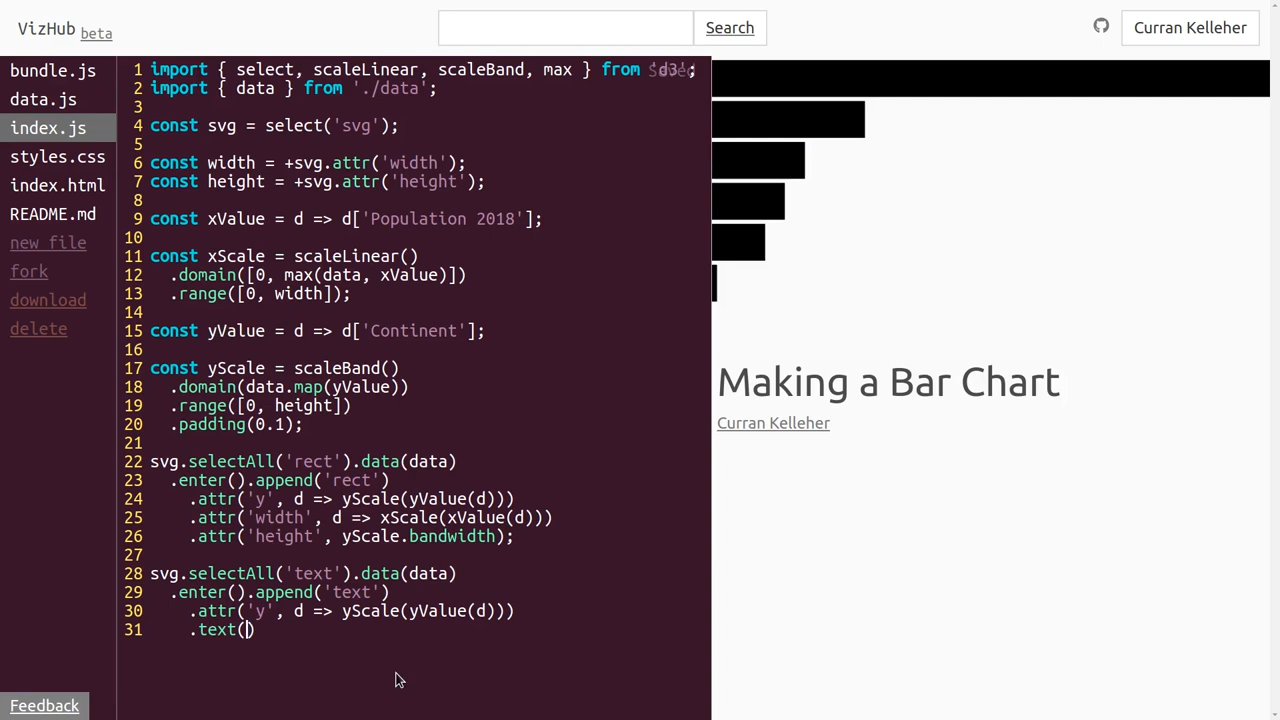 VizHub beta
Search
Curran Kelleher
bundle.js
data.js
index.js
styles.css
index.html
README.md
new file
fork
download
delete
Feedback
1 import { select, scaleLinear, scaleBand, max } from 'd3';
Saved
2 import { data } from './data';
3
4 const svg = select('svg');
5
6 const width = +svg.attr('width');
7 const height = +svg.attr('height');
8
9 const xValue = d => d['Population 2018'];
10
11 const xScale = scaleLinear()
12 .domain([0, max(data, xValue)])
13 .range([0, width]);
14
15 const yValue = d => d['Continent'];
16
17 const yScale = scaleBand()
18 .domain(data.map(yValue))
19 .range([0, height])
20 .padding(0.1);
21
22 svg.selectAll('rect').data(data)
23 .enter().append('rect')
24 .attr('y', d => yScale(yValue(d)))
25 .attr('width', d => xScale(xValue(d)))
26 .attr('height', yScale.bandwidth);
27
28 svg.selectAll('text').data(data)
29 .enter().append('text')
30 .attr('y', d => yScale(yValue(d)))
31 .text()
Making a Bar Chart
Curran Kelleher